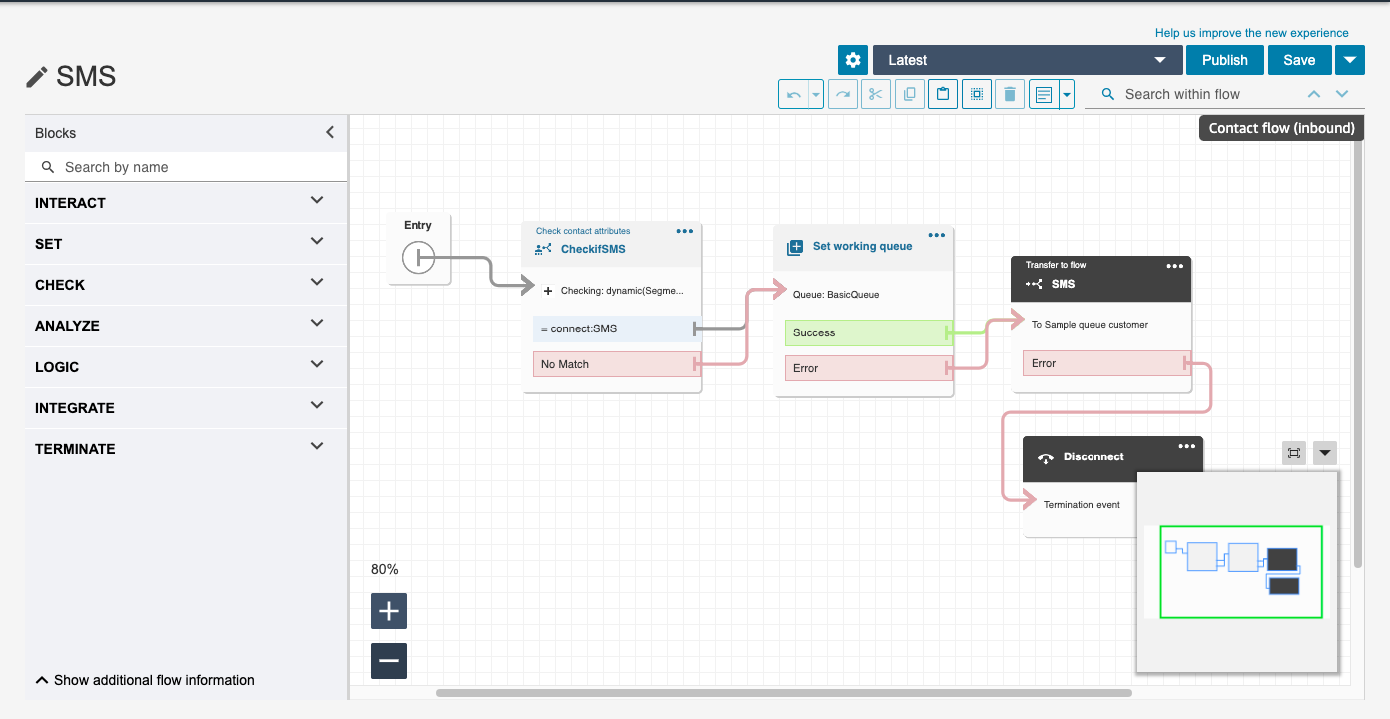 Help us improve the new experience
SMS
Latest
Publish
Save
Search within flow
Blocks
Contact flow (inbound)
Search by name
INTERACT
SET
CHECK
ANALYZE
LOGIC
INTEGRATE
TERMINATE
Show additional flow information
Entry
Check contact attributes
CheckifSMS
Checking: dynamic(Segme...
= connect:SMS
No Match
Set working queue
Queue: BasicQueue
Success
Error
Transfer to flow
SMS
To Sample queue customer
Error
Disconnect
Termination event
80%